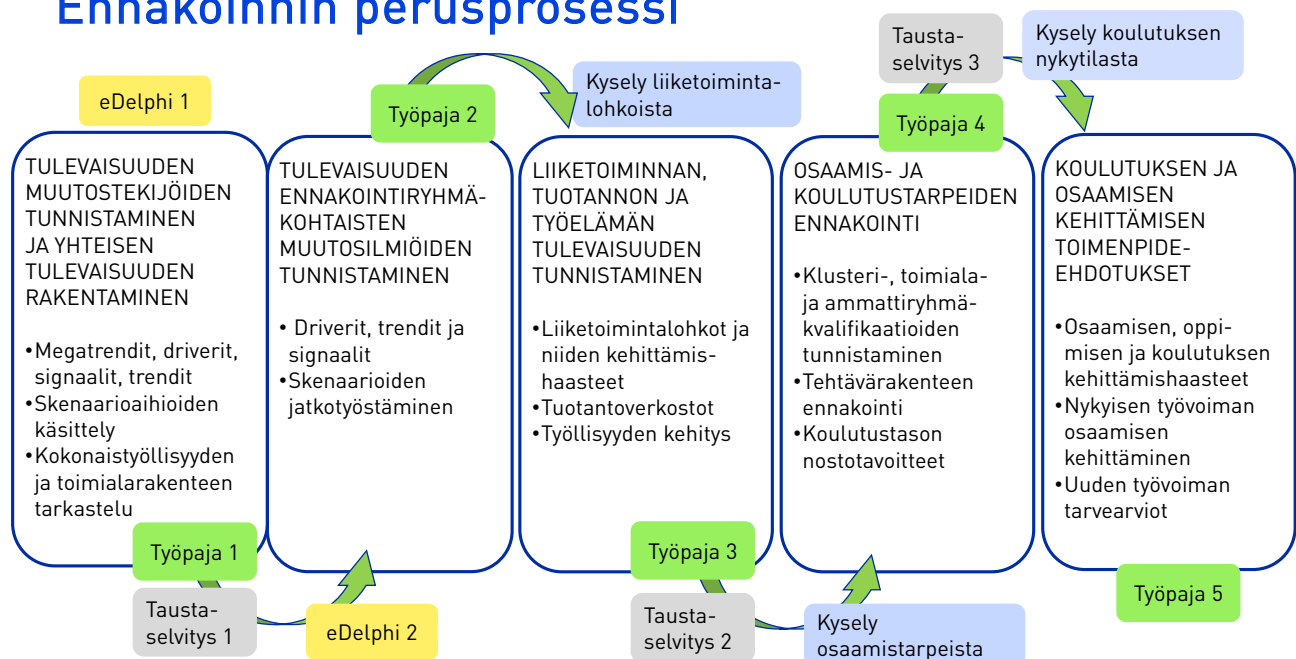 Ennakoinnin perusprosessi
eDelphi 1
TULEVAISUUDEN
MUUTOSTEKIJÖIDEN
TUNNISTAMINEN
JA YHTEISEN
TULEVAISUUDEN
RAKENTAMINEN
•Megatrendit, driverit,
signaalit, trendit
•Skenaarioaihioiden
käsittely
•Kokonaistyöllisyyden
ja toimialarakenteen
tarkastelu
Työpaja 1
Tausta-
selvitys 1
eDelphi 2
Työpaja 2
TULEVAISUUDEN
ENNAKOINTIRYHMÄ-
KOHTAISTEN
MUUTOSILMIÖIDEN
TUNNISTAMINEN
• Driverit, trendit ja
signaalit
•Skenaarioiden
jatkotyöstäminen
Kysely liiketoiminta-
lohkoista
LIIKETOIMINNAN,
TUOTANNON JA
TYÖELÄMÄN
TULEVAISUUDEN
TUNNISTAMINEN
•Liiketoimintalohkot ja
niiden kehittämis-
haasteet
•Tuotantoverkostot
•Työllisyyden kehitys
Työpaja 3
Tausta-
selvitys 2
Kysely
osaamistarpeista
Tausta-
selvitys 3
Työpaja 4
OSAAMIS- JA
KOULUTUSTARPEIDEN
ENNAKOINTI
•Klusteri-, toimiala-
ja ammattiryhmä-
kvalifikaatioiden
tunnistaminen
•Tehtävärakenteen
ennakointi
•Koulutustason
nostotavoitteet
Kysely koulutuksen
nykytilasta
KOULUTUKSEN JA
OSAAMISEN
KEHITTÄMISEN
TOIMENPIDE-
EHDOTUKSET
•Osaamisen, oppi-
misen ja koulutuksen
kehittämishaasteet
•Nykyisen työvoiman
osaamisen
kehittäminen
•Uuden työvoiman
tarvearviot
Työpaja 5